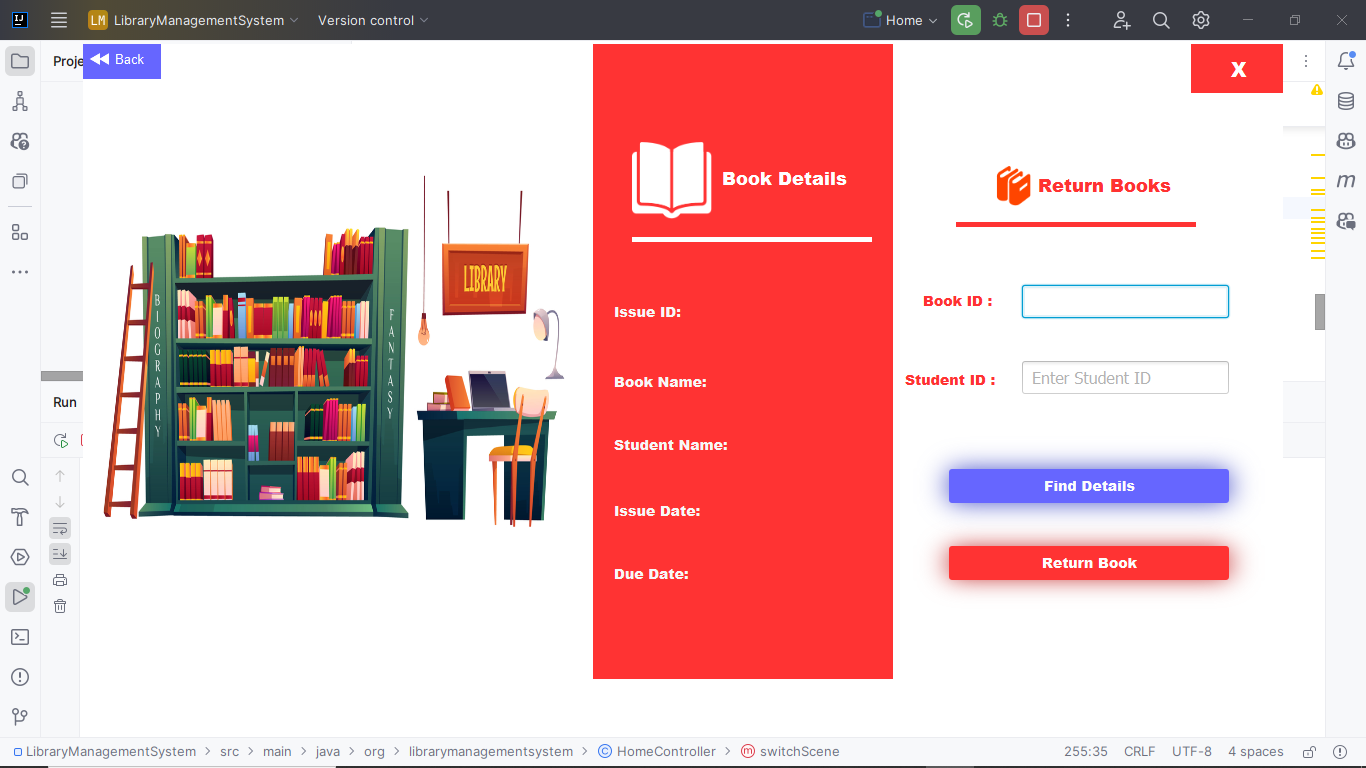 LM LibraryManagementSystem Version control Home
Proje
Back
X
BIOGRAPHY
FANTASY
LIBRARY
Book Details
Issue ID:
Book Name:
Student Name:
Issue Date:
Due Date:
Return Books
Book ID :
Student ID : Enter Student ID
Find Details
Return Book
Run
LibraryManagementSystem > src > main > java > org > librarymanagementsystem > HomeController > switchScene 255:35 CRLF UTF-8 4 spaces